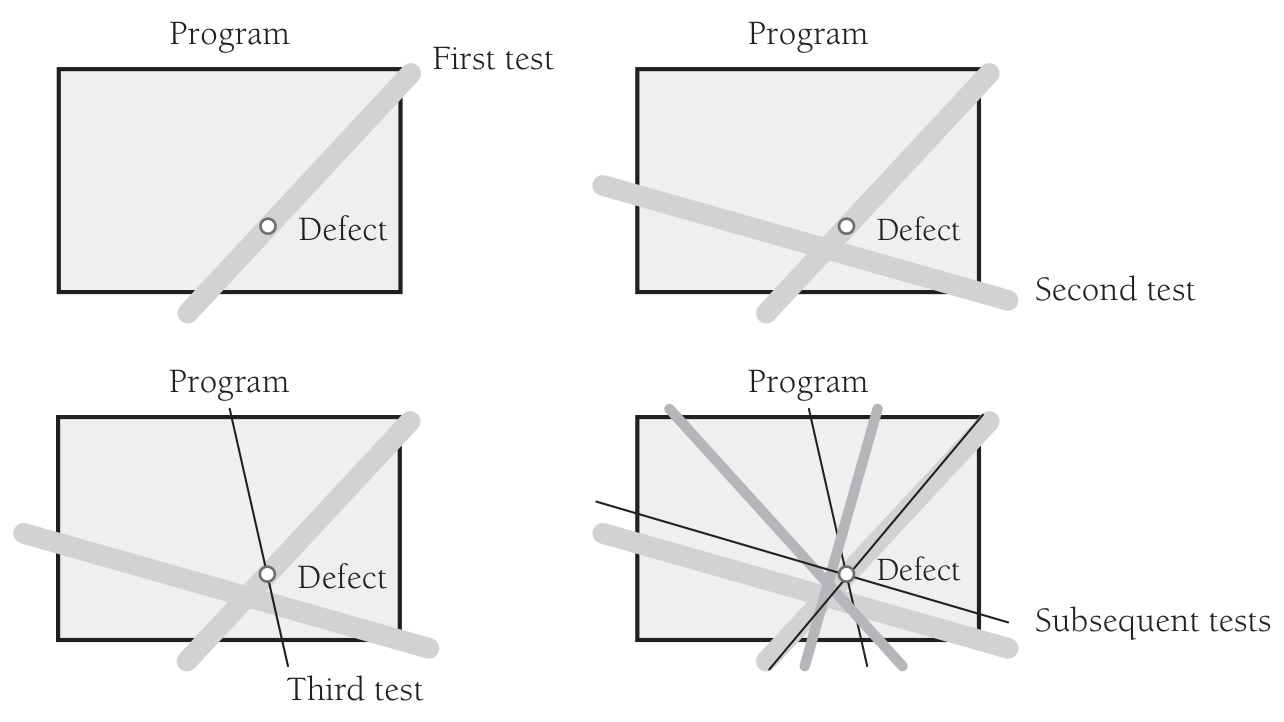 Program
First test
Defect
Program
Defect
Second test
Program
Defect
Third test
Program
Defect
Subsequent tests